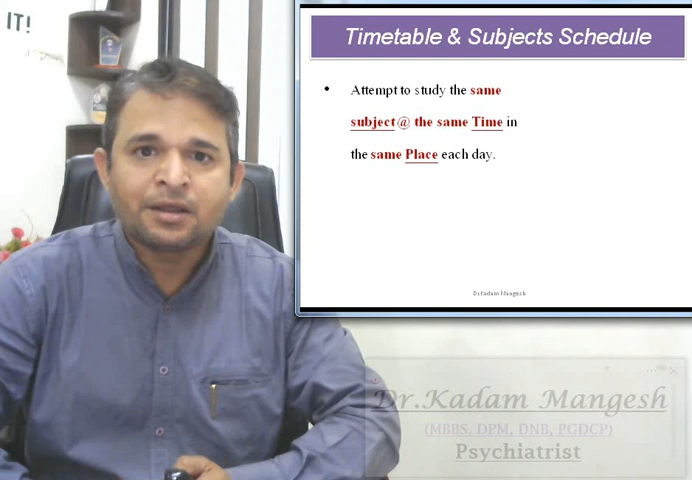 IT!
Timetable & Subjects Schedule
• Attempt to study the same
subject @ the same Time in
the same Place each day.
Dr.Kadam Mangesh
Dr.Kadam Mangesh
(MBBS, DPM, DNB, PGDCP)
Psychiatrist